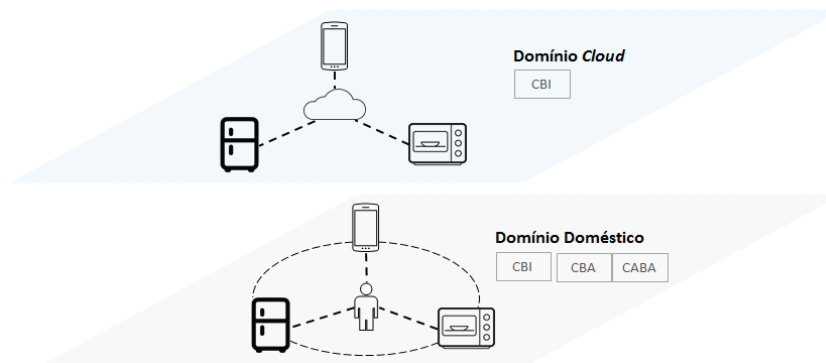 Domínio Cloud
CBI
Domínio Doméstico
CBI CBA CABA